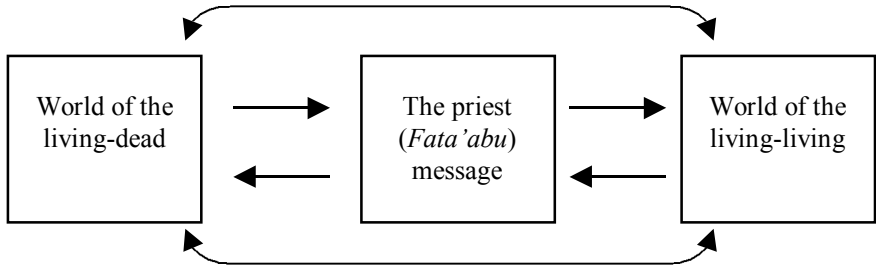 World of the
living-dead
The priest
(Fata’abu)
message
World of the
living-living